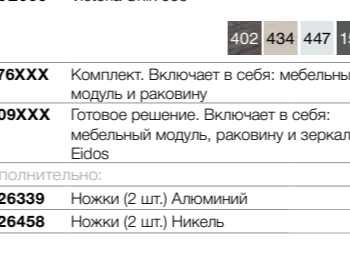 402 434 447
76XXX Комплект. Включает в себя: мебельны
модуль и раковину
09XXX Готовое решение. Включает в себя:
мебельный модуль, раковину и зеркал
Eidos
полнительно:
26339 Ножки (2 шт.) Алюминий
26458 Ножки (2 шт.) Никель